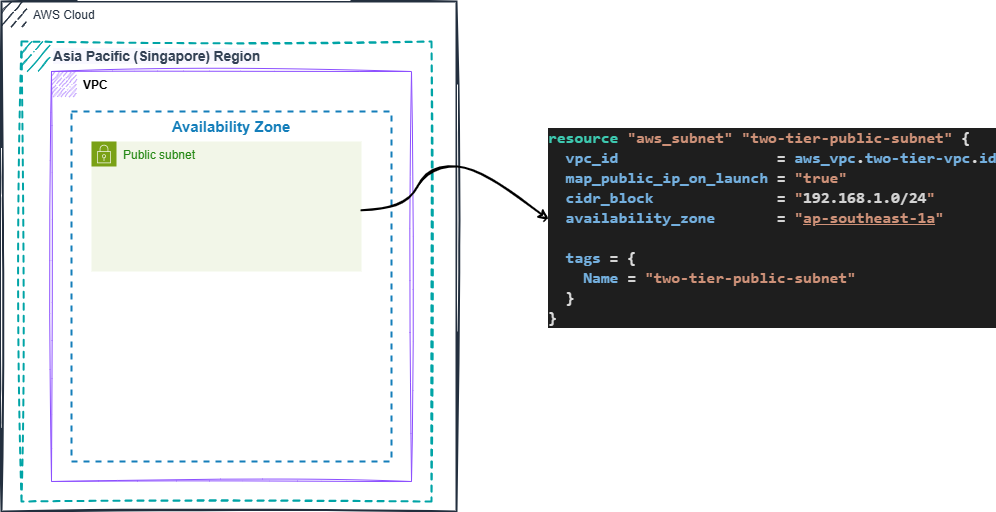 AWS Cloud
Asia Pacific (Singapore) Region
VPC
Availability Zone
Public subnet
resource "aws_subnet" "two-tier-public-subnet" {
  vpc_id                  = aws_vpc.two-tier-vpc.id
  map_public_ip_on_launch = "true"
  cidr_block              = "192.168.1.0/24"
  availability_zone       = "ap-southeast-1a"

  tags = {
    Name = "two-tier-public-subnet"
  }
}